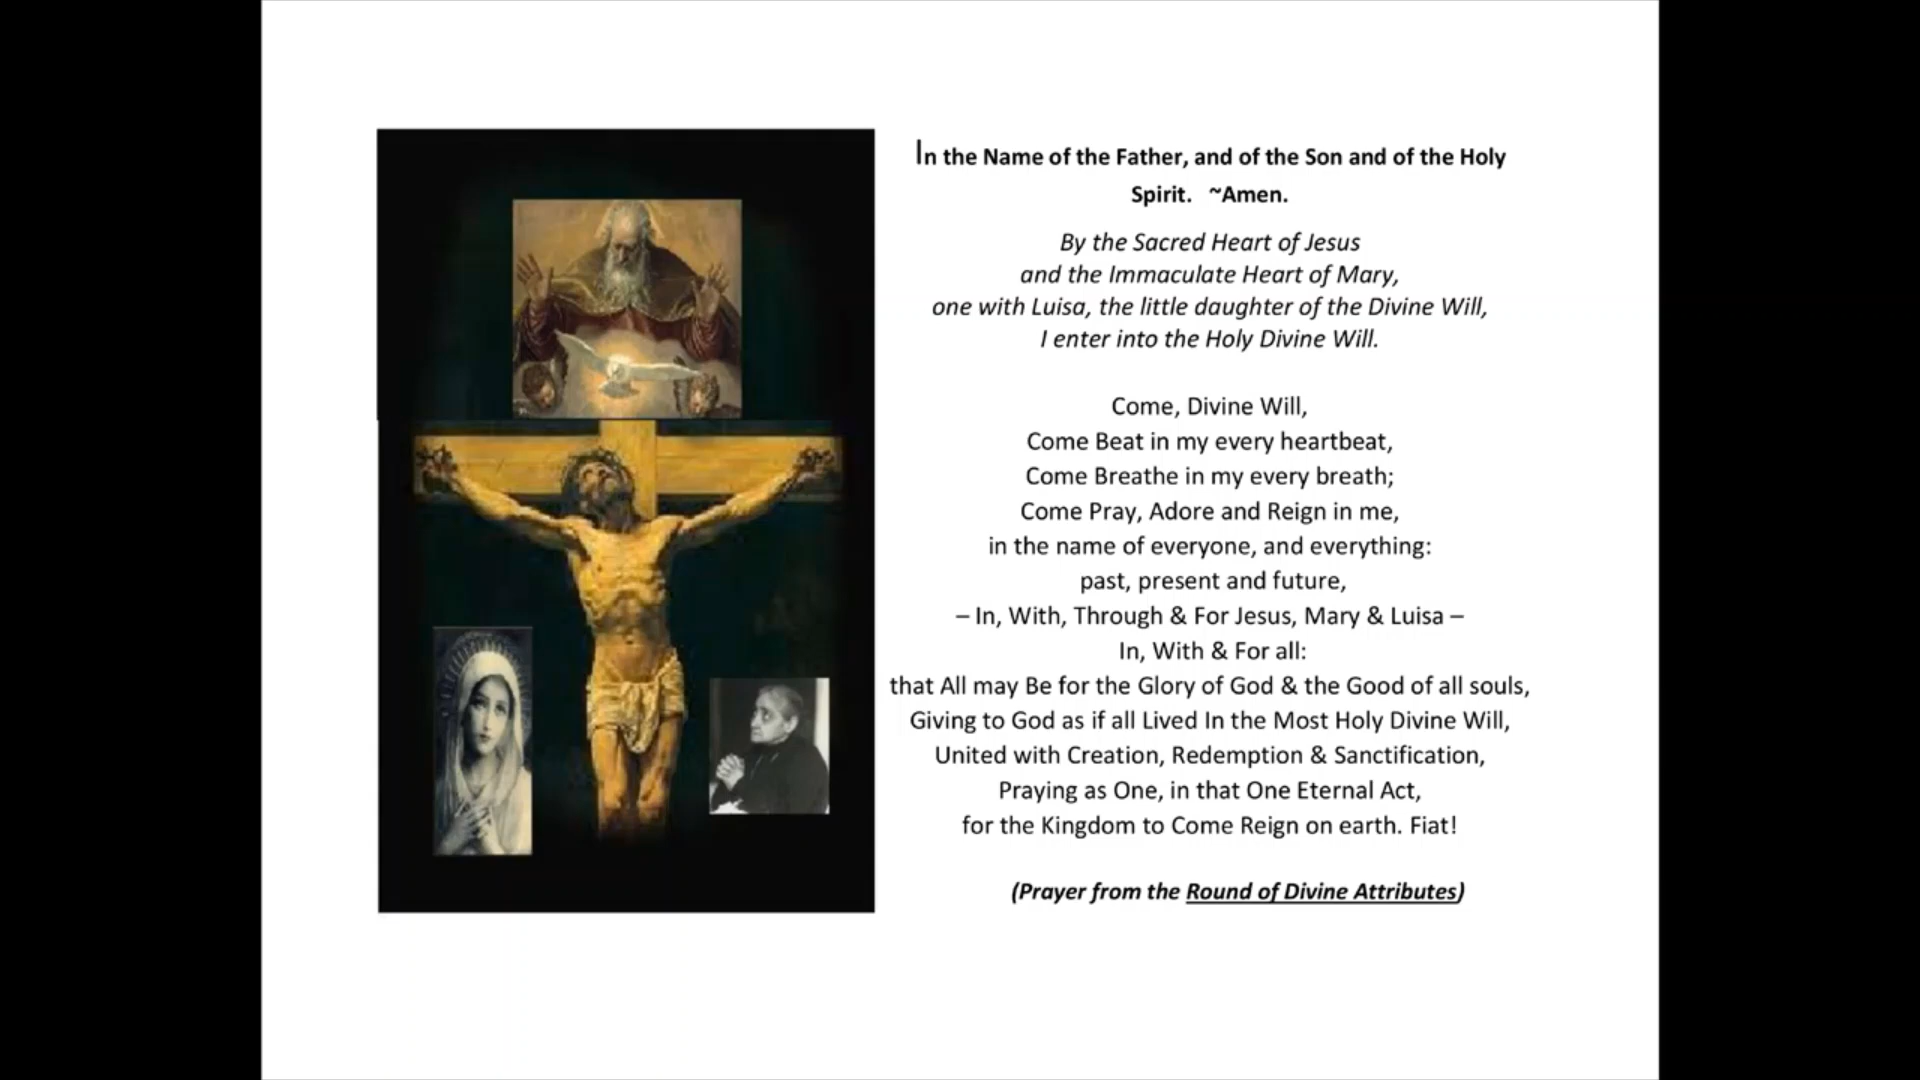 In the Name of the Father, and of the Son and of the Holy
Spirit.   ~Amen.
By the Sacred Heart of Jesus
and the Immaculate Heart of Mary,
one with Luisa, the little daughter of the Divine Will,
I enter into the Holy Divine Will.
Come, Divine Will,
Come Beat in my every heartbeat,
Come Breathe in my every breath;
Come Pray, Adore and Reign in me,
in the name of everyone, and everything:
past, present and future,
– In, With, Through & For Jesus, Mary & Luisa –
In, With & For all:
that All may Be for the Glory of God & the Good of all souls,
Giving to God as if all Lived In the Most Holy Divine Will,
United with Creation, Redemption & Sanctification,
Praying as One, in that One Eternal Act,
for the Kingdom to Come Reign on earth. Fiat!
(Prayer from the Round of Divine Attributes)